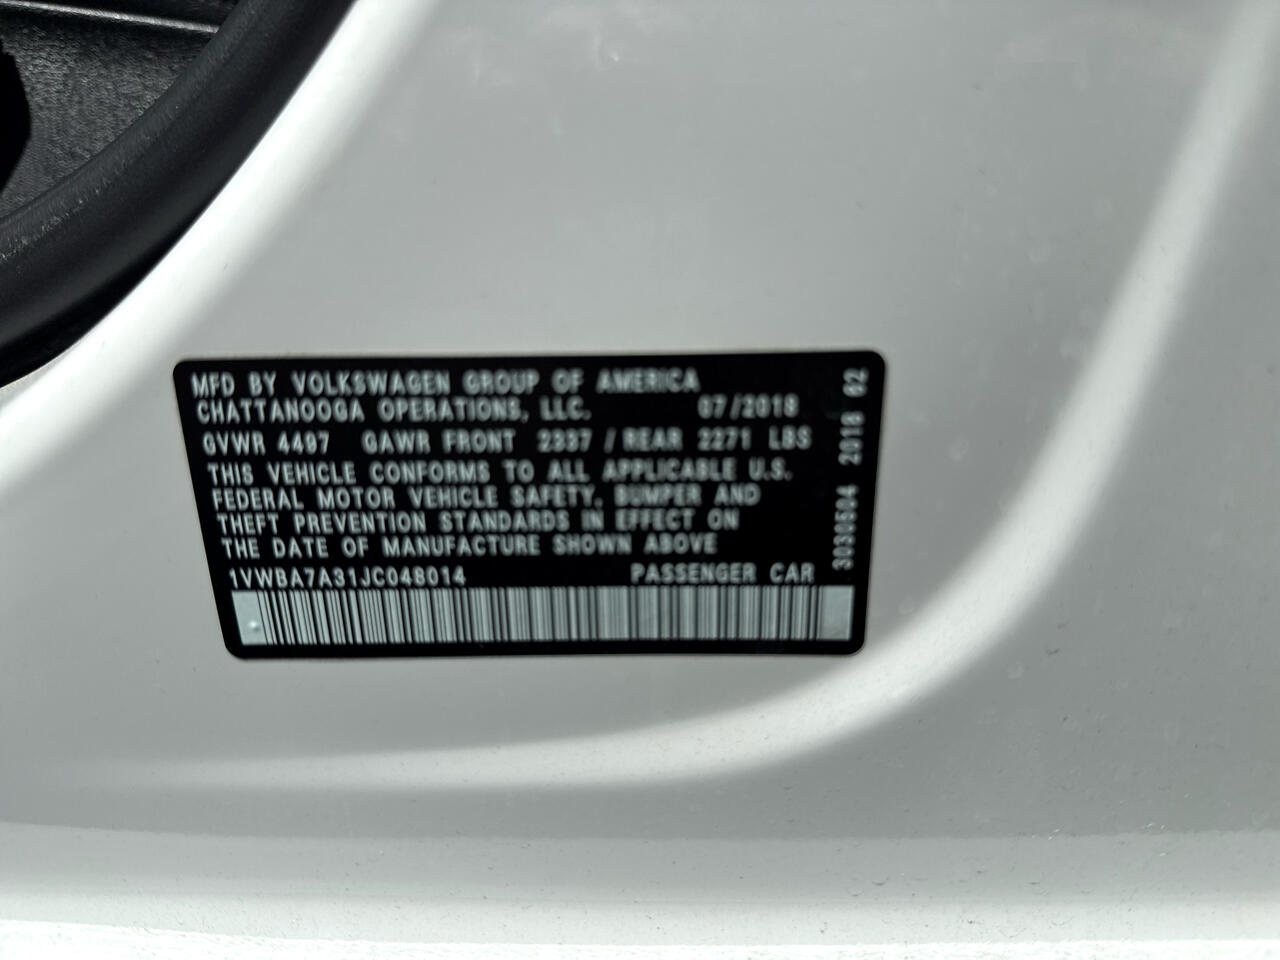 MFD BY VOLKSWAGEN GROUP OF AMERICA
CHATTANOOGA OPERATIONS, LLC. 07/2018
GVWR 4497 GAWR FRONT 2337 / REAR 2271 LBS
THIS VEHICLE CONFORMS TO ALL APPLICABLE U.S.
FEDERAL MOTOR VEHICLE SAFETY, BUMPER AND
THEFT PREVENTION STANDARDS IN EFFECT ON
THE DATE OF MANUFACTURE SHOWN ABOVE
1VWBA7A31JC048014 PASSENGER CAR
3030504 2018 02